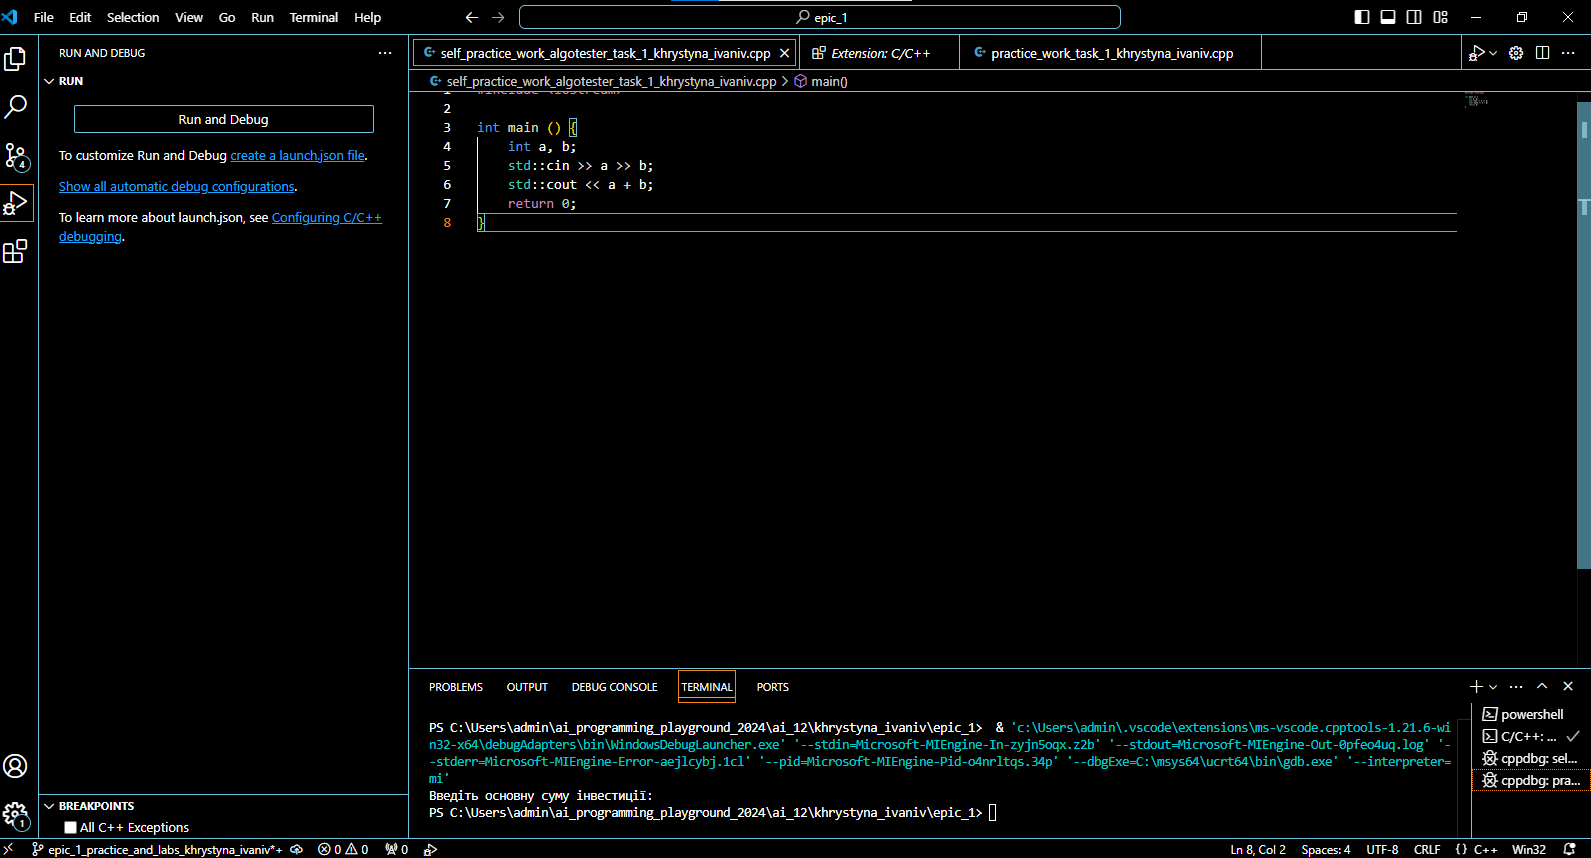 File Edit Selection View Go Run Terminal Help
epic_1
RUN AND DEBUG
RUN
Run and Debug
To customize Run and Debug create a launch.json file.
Show all automatic debug configurations.
To learn more about launch.json, see Configuring C/C++
debugging.
4
BREAKPOINTS
All C++ Exceptions
1
self_practice_work_algotester_task_1_khrystyna_ivaniv.cpp
Extension: C/C++
practice_work_task_1_khrystyna_ivaniv.cpp
self_practice_work_algotester_task_1_khrystyna_ivaniv.cpp > main()
1 #include <iostream>
2
3 int main () {
4 int a, b;
5 std::cin >> a >> b;
6 std::cout << a + b;
7 return 0;
8 }
PROBLEMS OUTPUT DEBUG CONSOLE TERMINAL PORTS
PS C:\Users\admin\ai_programming_playground_2024\ai_12\khrystyna_ivaniv\epic_1> & 'c:\Users\admin\.vscode\extensions\ms-vscode.cpptools-1.21.6-wi
n32-x64\debugAdapters\bin\WindowsDebugLauncher.exe' '--stdin=Microsoft-MIEngine-In-zyjn5oqx.z2b' '--stdout=Microsoft-MIEngine-Out-0pfeo4uq.log' '-
-stderr=Microsoft-MIEngine-Error-aejlcybj.1cl' '--pid=Microsoft-MIEngine-Pid-o4nrltqs.34p' '--dbgExe=C:\msys64\ucrt64\bin\gdb.exe' '--interpreter=
mi'
Введіть основну суму інвестиції:
PS C:\Users\admin\ai_programming_playground_2024\ai_12\khrystyna_ivaniv\epic_1>
powershell
C/C++: ...
cppdbg: sel...
cppdbg: pra...
epic_1_practice_and_labs_khrystyna_ivaniv*+ 0 0 0
Ln 8, Col 2 Spaces: 4 UTF-8 CRLF {} C++ Win32